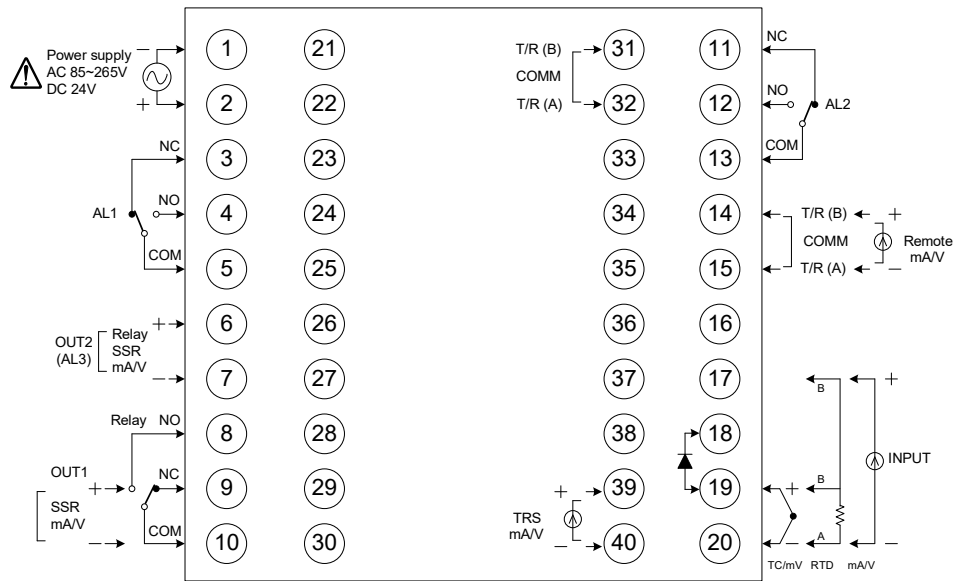 Power supply
AC 85~265V
DC 24V
−
+
1
21
T/R (B)
31
11
NC
COMM
2
22
T/R (A)
32
12
NO
AL2
NC
3
23
33
13
COM
AL1
NO
4
24
34
14
T/R (B)
+
COMM
Remote
mA/V
COM
5
25
35
15
T/R (A)
−
OUT2
(AL3)
Relay
SSR
mA/V
+
6
26
36
16
−
7
27
37
17
B
+
Relay
NO
8
28
38
18
INPUT
OUT1
+
NC
9
29
+
39
19
+
B
SSR
mA/V
TRS
mA/V
−
COM
10
30
−
40
20
−
A
−
TC/mV
RTD
mA/V